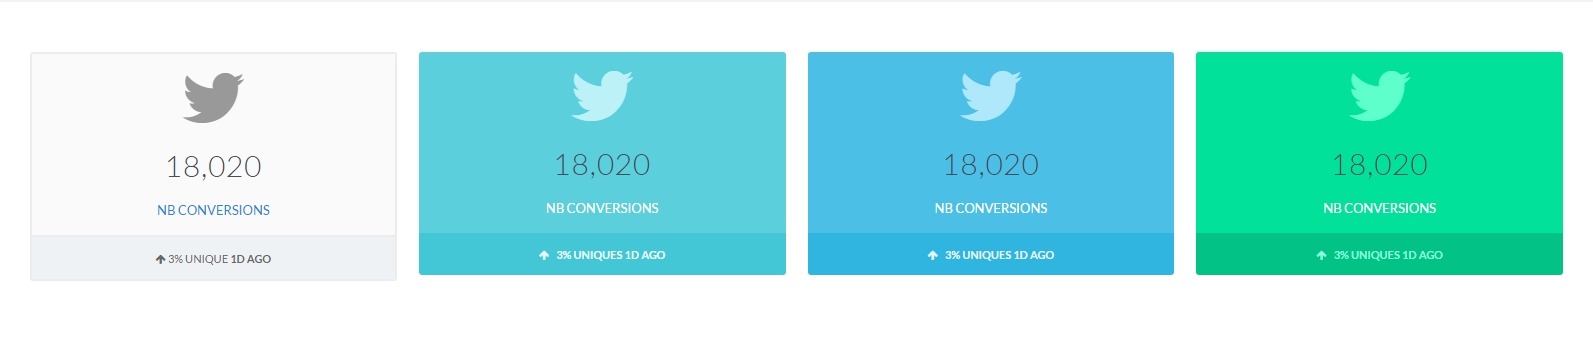 18,020
NB CONVERSIONS
3% UNIQUE 1D AGO
18,020
NB CONVERSIONS
3% UNIQUES 1D AGO
18,020
NB CONVERSIONS
3% UNIQUES 1D AGO
18,020
NB CONVERSIONS
3% UNIQUES 1D AGO